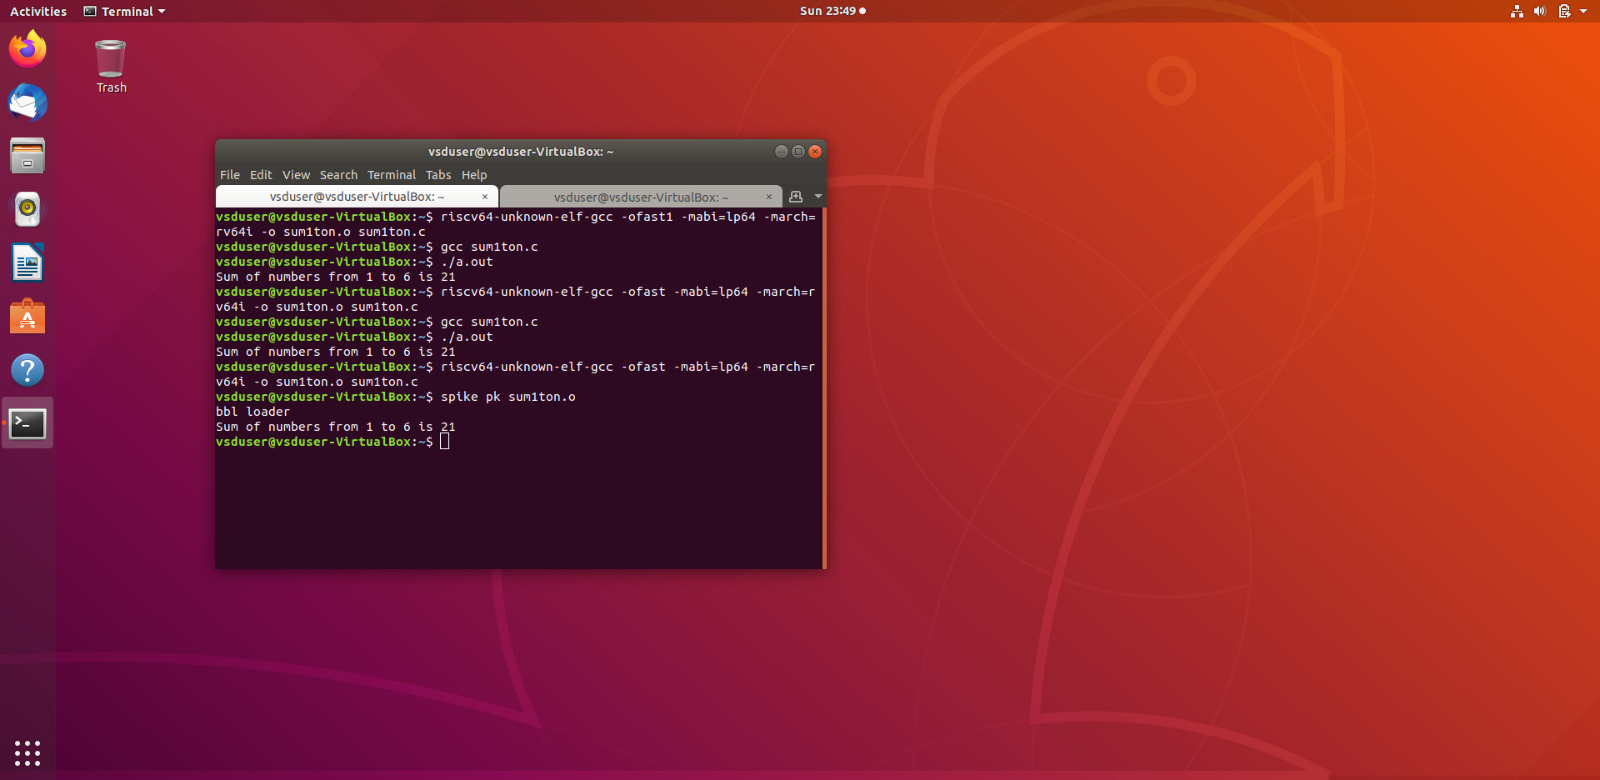 Activities Terminal Sun 23:49
Trash
vsduser@vsduser-VirtualBox: ~
File Edit View Search Terminal Tabs Help
vsduser@vsduser-VirtualBox: ~ × vsduser@vsduser-VirtualBox: ~ ×
vsduser@vsduser-VirtualBox:~$ riscv64-unknown-elf-gcc -ofast1 -mabi=lp64 -march=
rv64i -o sum1ton.o sum1ton.c
vsduser@vsduser-VirtualBox:~$ gcc sum1ton.c
vsduser@vsduser-VirtualBox:~$ ./a.out
Sum of numbers from 1 to 6 is 21
vsduser@vsduser-VirtualBox:~$ riscv64-unknown-elf-gcc -ofast -mabi=lp64 -march=r
v64i -o sum1ton.o sum1ton.c
vsduser@vsduser-VirtualBox:~$ gcc sum1ton.c
vsduser@vsduser-VirtualBox:~$ ./a.out
Sum of numbers from 1 to 6 is 21
vsduser@vsduser-VirtualBox:~$ riscv64-unknown-elf-gcc -ofast -mabi=lp64 -march=r
v64i -o sum1ton.o sum1ton.c
vsduser@vsduser-VirtualBox:~$ spike pk sum1ton.o
bbl loader
Sum of numbers from 1 to 6 is 21
vsduser@vsduser-VirtualBox:~$